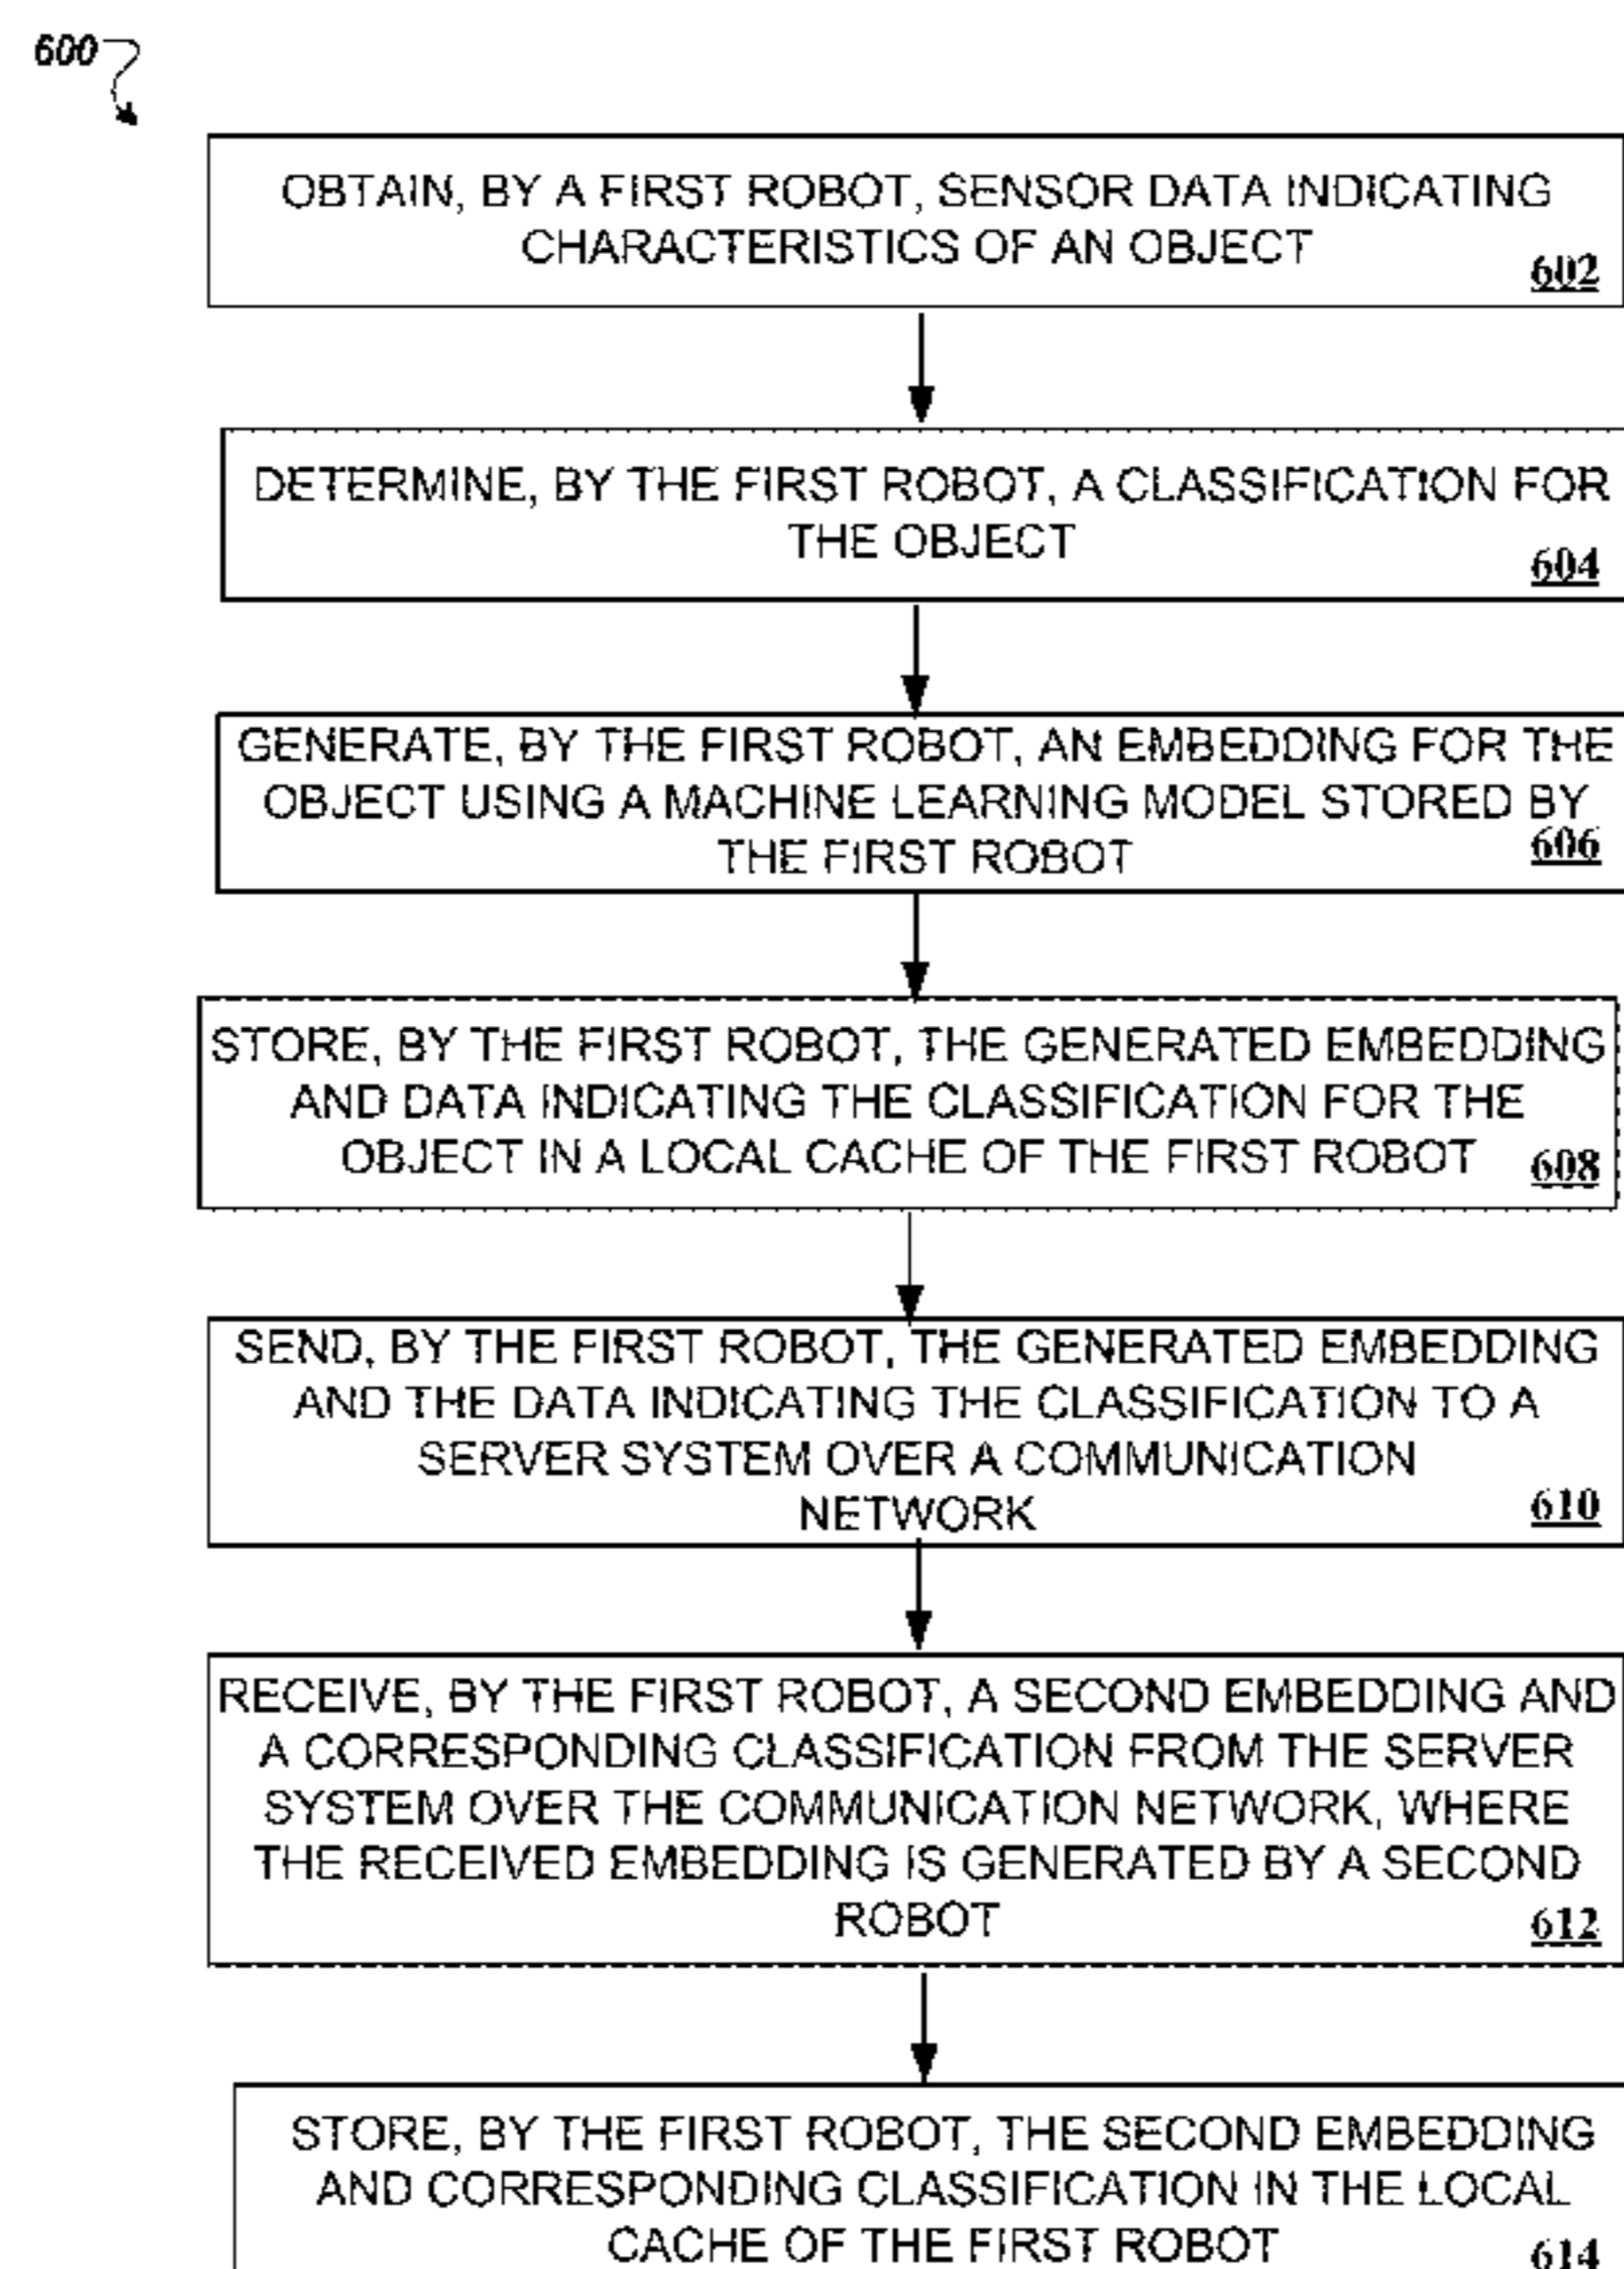 600
OBTAIN, BY A FIRST ROBOT, SENSOR DATA INDICATING
CHARACTERISTICS OF AN OBJECT
602
DETERMINE, BY THE FIRST ROBOT, A CLASSIFICATION FOR
THE OBJECT
604
GENERATE, BY THE FIRST ROBOT, AN EMBEDDING FOR THE
OBJECT USING A MACHINE LEARNING MODEL STORED BY
THE FIRST ROBOT
606
STORE, BY THE FIRST ROBOT, THE GENERATED EMBEDDING
AND DATA INDICATING THE CLASSIFICATION FOR THE
OBJECT IN A LOCAL CACHE OF THE FIRST ROBOT
608
SEND, BY THE FIRST ROBOT, THE GENERATED EMBEDDING
AND THE DATA INDICATING THE CLASSIFICATION TO A
SERVER SYSTEM OVER A COMMUNICATION
NETWORK
610
RECEIVE, BY THE FIRST ROBOT, A SECOND EMBEDDING AND
A CORRESPONDING CLASSIFICATION FROM THE SERVER
SYSTEM OVER THE COMMUNICATION NETWORK, WHERE
THE RECEIVED EMBEDDING IS GENERATED BY A SECOND
ROBOT
612
STORE, BY THE FIRST ROBOT, THE SECOND EMBEDDING
AND CORRESPONDING CLASSIFICATION IN THE LOCAL
CACHE OF THE FIRST ROBOT
614